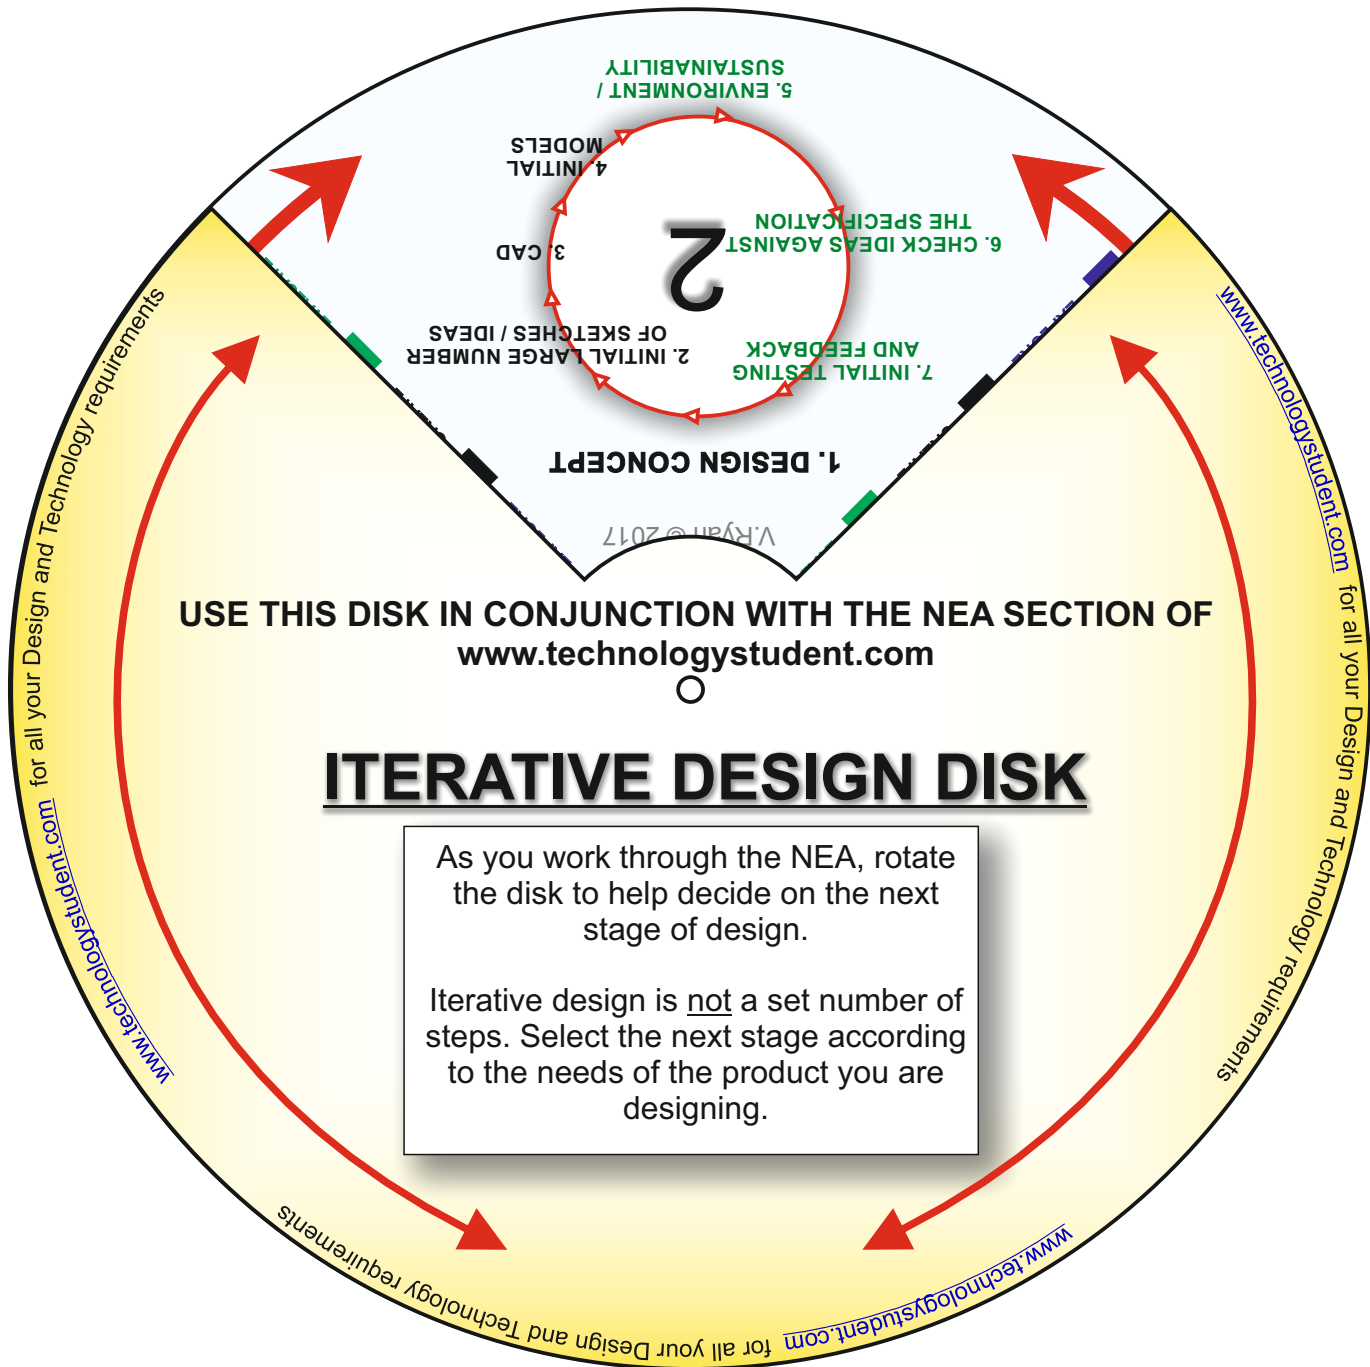 5. ENVIRONMENT /
SUSTAINABILITY
4. INITIAL
MODELS
6. CHECK IDEAS AGAINST
THE SPECIFICATION
3. CAD
2
2. INITIAL LARGE NUMBER
OF SKETCHES / IDEAS
7. INITIAL TESTING
AND FEEDBACK
1. DESIGN CONCEPT
V.Ryan © 2017
USE THIS DISK IN CONJUNCTION WITH THE NEA SECTION OF
www.technologystudent.com
ITERATIVE DESIGN DISK
As you work through the NEA, rotate
the disk to help decide on the next
stage of design.
Iterative design is not a set number of
steps. Select the next stage according
to the needs of the product you are
designing.
www.technologystudent.com for all your Design and Technology requirements
www.technologystudent.com for all your Design and Technology requirements
www.technologystudent.com for all your Design and Technology requirements